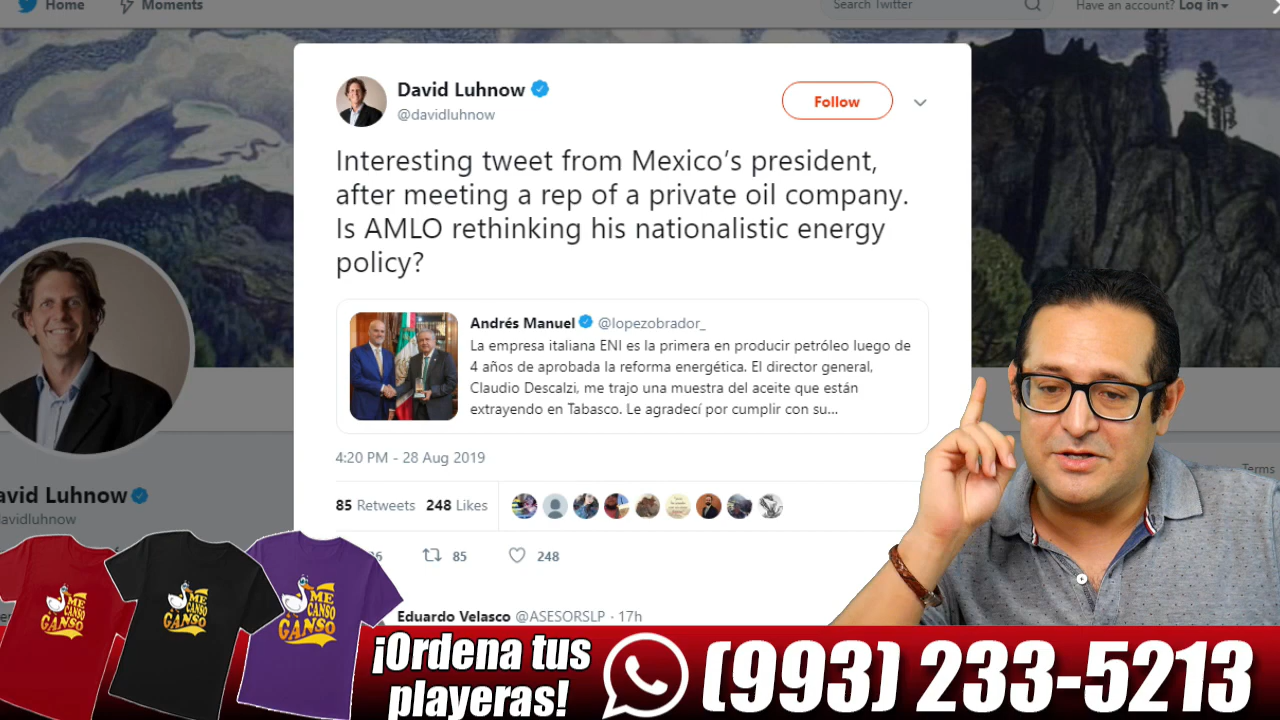 Home
Moments
Search Twitter
Have an account? Log in
David Luhnow
@davidluhnow
Follow
Interesting tweet from Mexico’s president,
after meeting a rep of a private oil company.
Is AMLO rethinking his nationalistic energy
policy?
Andrés Manuel @lopezobrador_
La empresa italiana ENI es la primera en producir petróleo luego de
4 años de aprobada la reforma energética. El director general,
Claudio Descalzi, me trajo una muestra del aceite que están
extrayendo en Tabasco. Le agradecí por cumplir con su...
4:20 PM - 28 Aug 2019
85 Retweets 248 Likes
85
248
avid Luhnow
avidluhnow
Terms
Eduardo Velasco @ASESORSLP · 17h
ME
CANSO
GANSO
ME
CANSO
GANSO
ME
CANSO
GANSO
¡Ordena tus
playeras!
(993) 233-5213